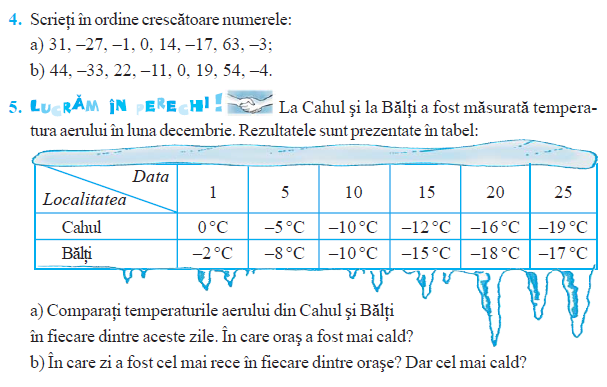 4. Scrieți în ordine crescătoare numerele:
a) 31, –27, –1, 0, 14, –17, 63, –3;
b) 44, –33, 22, –11, 0, 19, 54, –4.
5. LUCRĂM ÎN PERECHI! La Cahul și la Bălți a fost măsurată tempera-
tura aerului în luna decembrie. Rezultatele sunt prezentate în tabel:
Data
Localitatea 1 5 10 15 20 25
Cahul 0 °C –5 °C –10 °C –12 °C –16 °C –19 °C
Bălți –2 °C –8 °C –10 °C –15 °C –18 °C –17 °C
a) Comparați temperaturile aerului din Cahul și Bălți
în fiecare dintre aceste zile. În care oraș a fost mai cald?
b) În care zi a fost cel mai rece în fiecare dintre orașe? Dar cel mai cald?